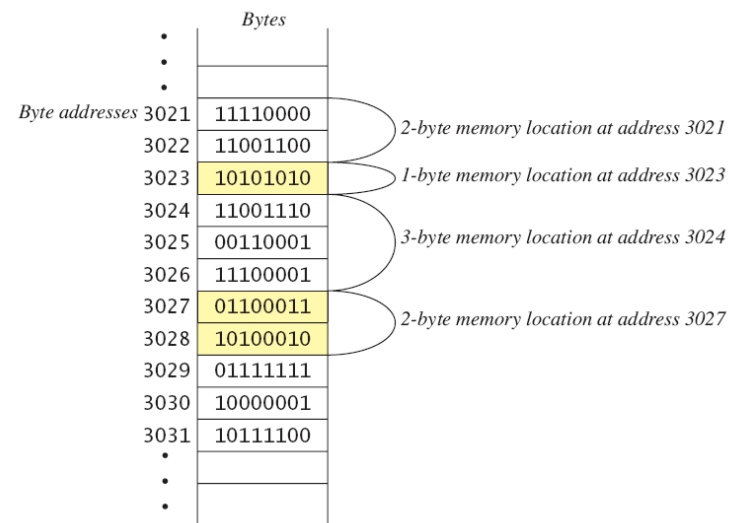 Bytes
Byte addresses 3021 11110000
2-byte memory location at address 3021
3022 11001100
3023 10101010 1-byte memory location at address 3023
3024 11001110
3025 00110001 3-byte memory location at address 3024
3026 11100001
3027 01100011
2-byte memory location at address 3027
3028 10100010
3029 01111111
3030 10000001
3031 10111100